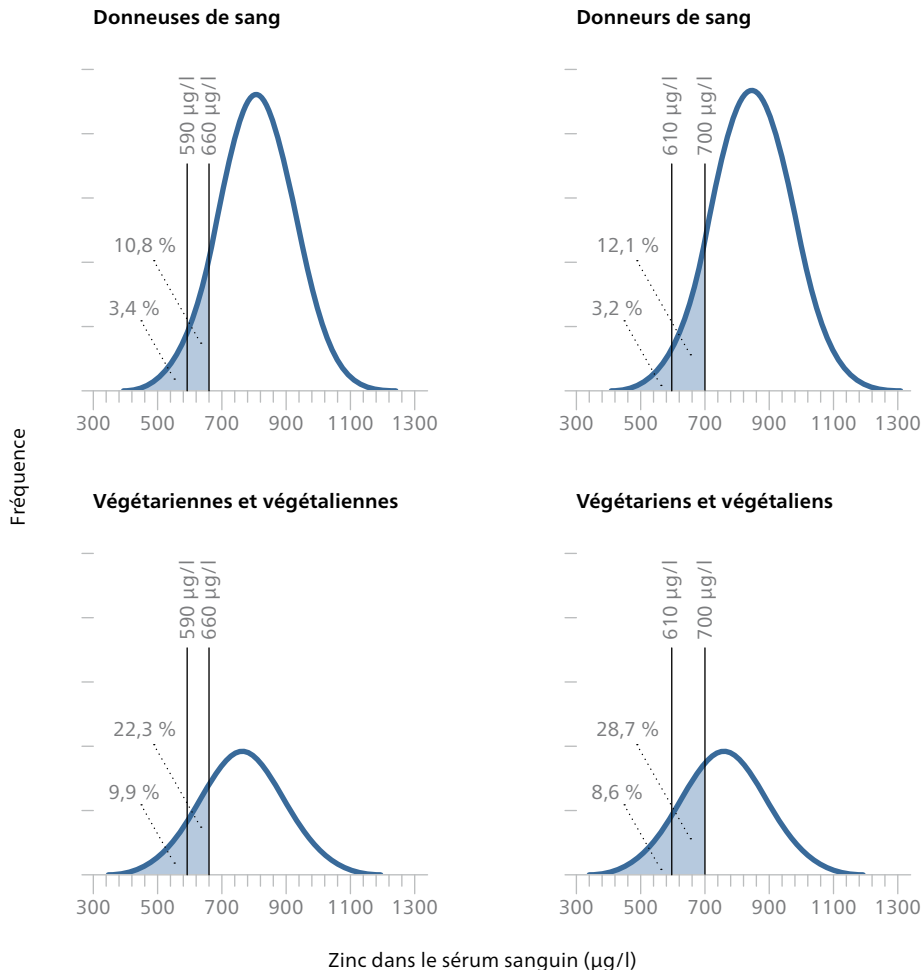 Donneuses de sang
590 µg/l
660 µg/l
10,8 %
3,4 %
300 500 700 900 1100 1300
Donneurs de sang
610 µg/l
700 µg/l
12,1 %
3,2 %
300 500 700 900 1100 1300
Fréquence
Végétariennes et végétaliennes
590 µg/l
660 µg/l
22,3 %
9,9 %
300 500 700 900 1100 1300
Végétariens et végétaliens
610 µg/l
700 µg/l
28,7 %
8,6 %
300 500 700 900 1100 1300
Zinc dans le sérum sanguin (µg/l)